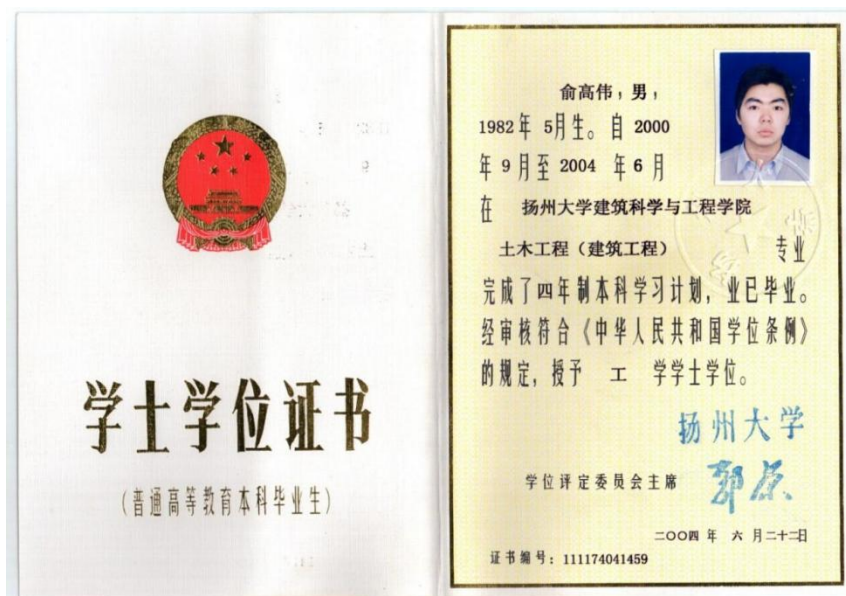 学士学位证书
(普通高等教育本科毕业生)
俞高伟，男，
1982年 5月生。自 2000
年 9 月至 2004 年 6 月
在 扬州大学建筑科学与工程学院
土木工程（建筑工程） 专业
完成了四年制本科学习计划，业已毕业。
经审核符合《中华人民共和国学位条例》
的规定，授予 工 学学士学位。
扬州大学
学位评定委员会主席
二〇〇四 年 六 月二十二日
证书编号：111174041459